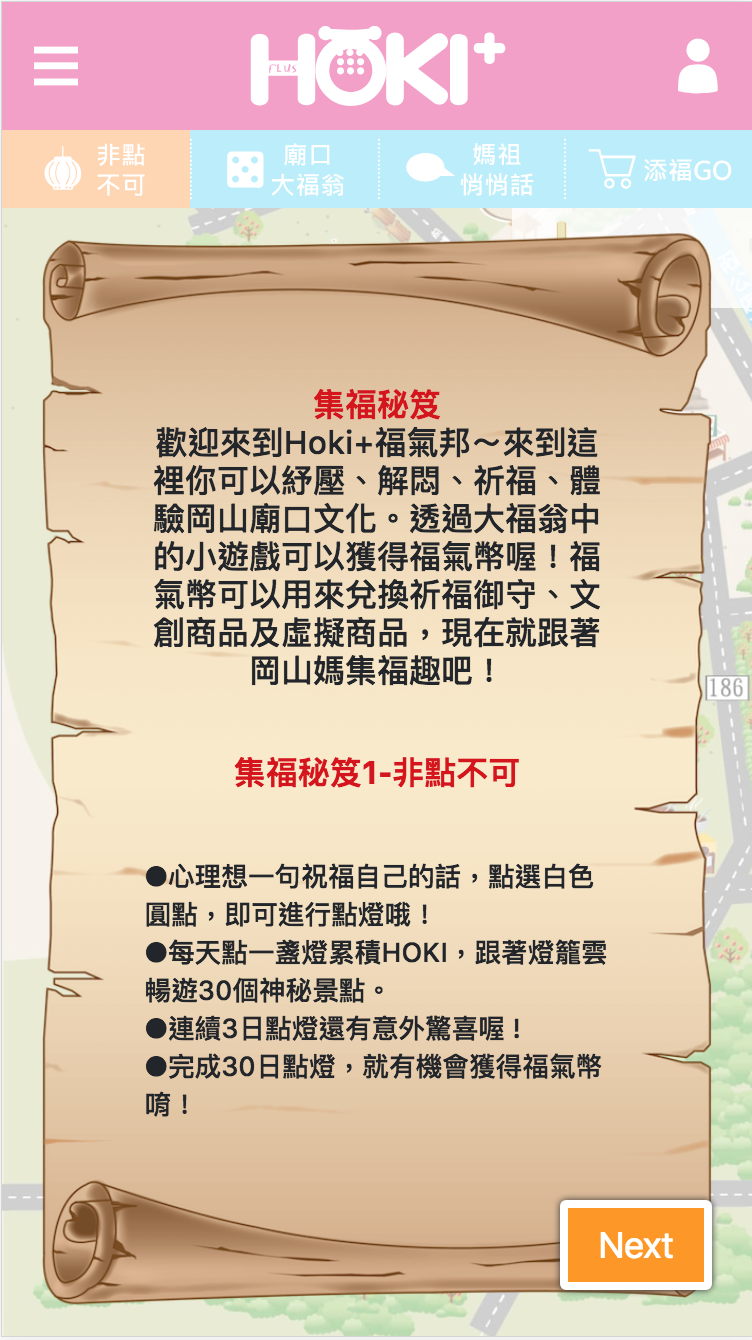 HOKI+
PLUS
非點
不可
廟口
大福翁
媽祖
悄悄話
添福GO
集福秘笈
歡迎來到Hoki+福氣邦～來到這
裡你可以紓壓、解悶、祈福、體
驗岡山廟口文化。透過大福翁中
的小遊戲可以獲得福氣幣喔！福
氣幣可以用來兌換祈福御守、文
創商品及虛擬商品，現在就跟著
岡山媽集福趣吧！
186
集福秘笈1-非點不可
●心理想一句祝福自己的話，點選白色
圓點，即可進行點燈哦！
●每天點一盞燈累積HOKI，跟著燈籠雲
暢遊30個神秘景點。
●連續3日點燈還有意外驚喜喔！
●完成30日點燈，就有機會獲得福氣幣
唷！
Next